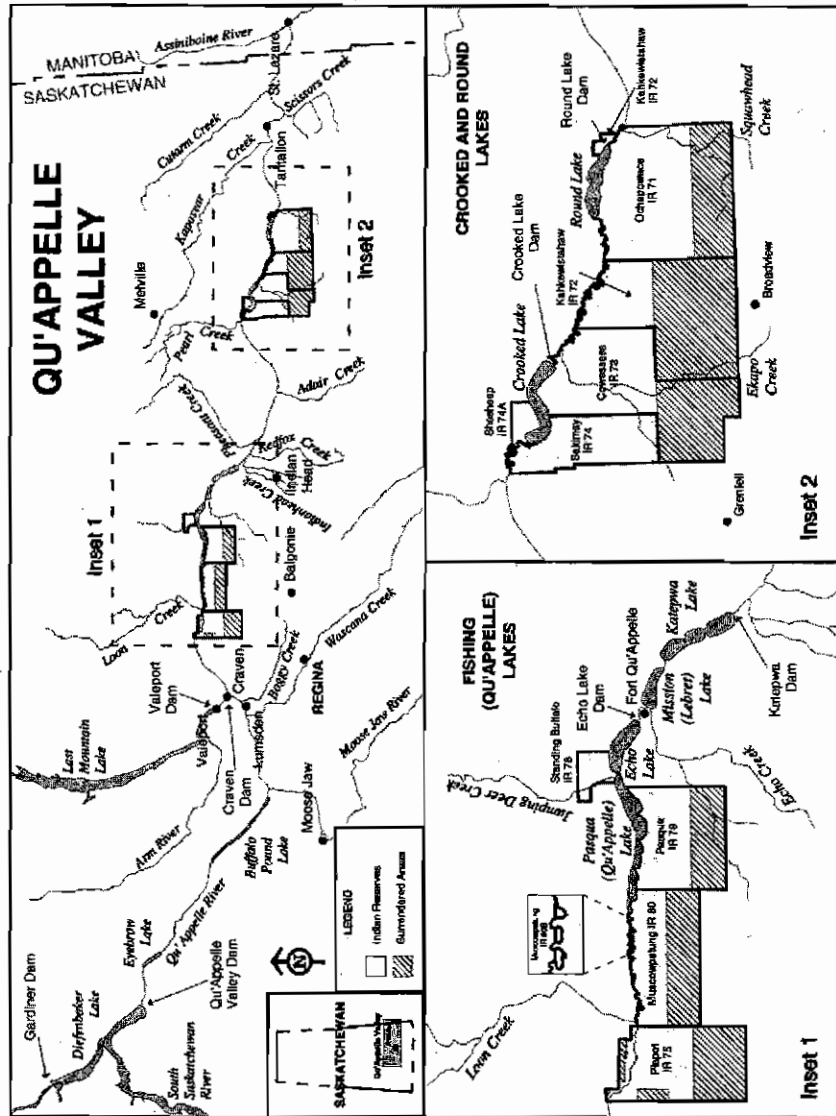 QU'APPELLE
VALLEY
MANITOBA
SASKATCHEWAN
Assiniboine River
St. Lazare
Scissors Creek
Cutarm Creek
Kaposvar
Creek
Tantallon
Melville
Pearl
Creek
Inset 2
Adair Creek
Pheasant Creek
Redfox
Creek
Indian
Head
Indianhead Creek
Inset 1
Loon
Creek
Balgonie
Wascana Creek
Boggy Creek
REGINA
Craven
Lumsden
Valeport
Dam
Valeport
Craven
Dam
Last
Mountain
Lake
Arm River
Moose Jaw River
Moose Jaw
Buffalo
Pound
Lake
Qu'Appelle River
Eyebrow
Lake
Qu'Appelle
Valley Dam
Gardiner Dam
Diefenbaker
Lake
South
Saskatchewan
River
N
LEGEND
Indian Reserves
Surrendered Areas
SASKATCHEWAN
Qu'Appelle Valley
FISHING
(QU'APPELLE)
LAKES
Loon Creek
Jumping Deer Creek
Standing Buffalo
IR 78
Echo Lake
Dam
Fort Qu'Appelle
Katepwa
Lake
Mission
(Lebret)
Lake
Katepwa
Dam
Echo
Lake
Echo Creek
Pasqua
(Qu'Appelle)
Lake
Pasqua
IR 79
Muscowpetung
Muscowpetung IR 80
Piapot
IR 75
Inset 1
CROOKED AND ROUND
LAKES
Round Lake
Dam
Kahkewistahaw
IR 72
Round Lake
Ochapowace
IR 71
Squawhead
Creek
Crooked Lake
Dam
Kahkewistahaw
IR 72
Crooked Lake
Cowessess
IR 73
Sheesheep
IR 74A
Sakimay
IR 74
Broadview
Ekapo
Creek
Grenfell
Inset 2